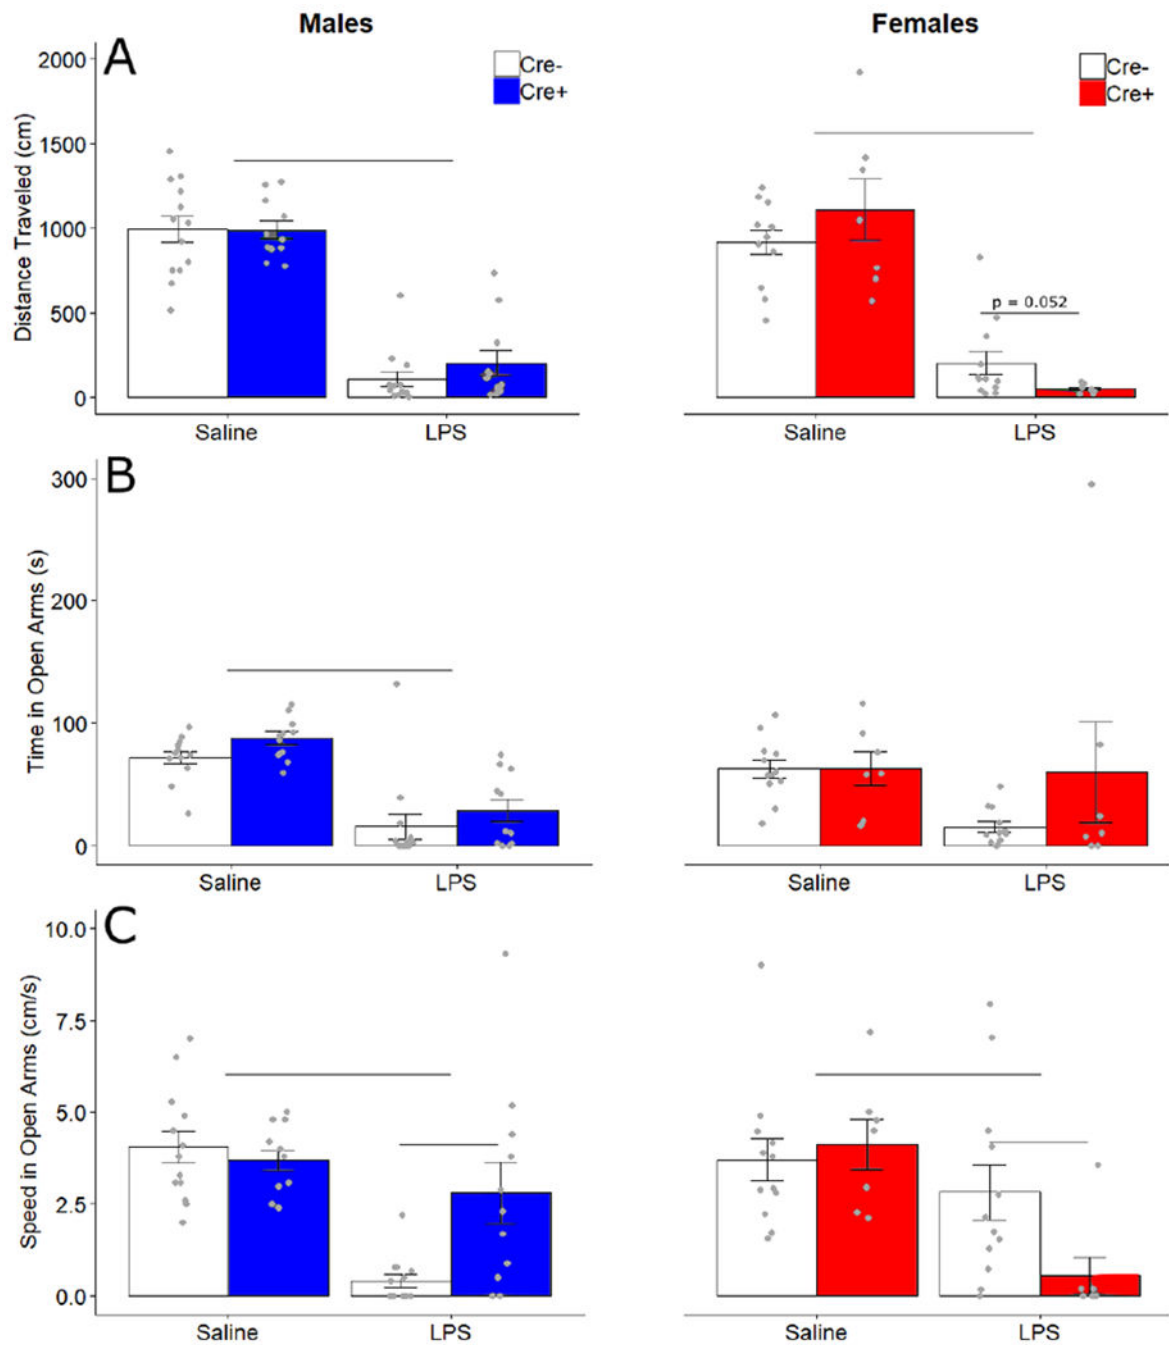 Males
Females
A
Cre-
Cre+
Cre-
Cre+
Distance Traveled (cm)
2000
1500
1000
500
0
p = 0.052
Saline
LPS
Saline
LPS
B
Time in Open Arms (s)
300
200
100
0
Saline
LPS
Saline
LPS
C
Speed in Open Arms (cm/s)
10.0
7.5
5.0
2.5
0.0
Saline
LPS
Saline
LPS